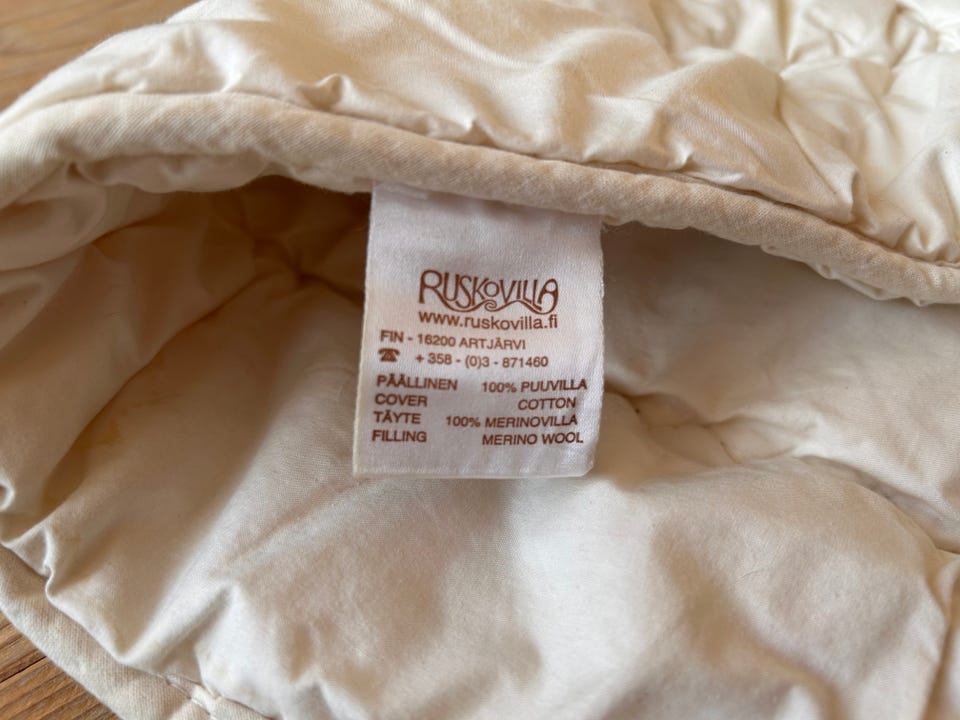 RUSKOVILLA
www.ruskovilla.fi
FIN - 16200 ARTJÄRVI
☎ + 358 - (0)3 - 871460
PÄÄLLINEN 100% PUUVILLA
COVER COTTON
TÄYTE 100% MERINOVILLA
FILLING MERINO WOOL